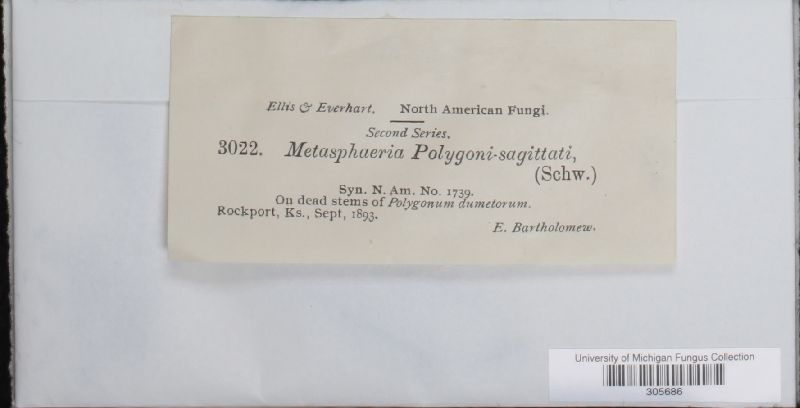 Ellis & Everhart. North American Fungi.
Second Series.
3022. Metasphaeria Polygoni-sagittati,
(Schw.)
Syn. N. Am. No. 1739.
On dead stems of Polygonum dumetorum.
Rockport, Ks., Sept, 1893.
E. Bartholomew.
University of Michigan Fungus Collection
305686